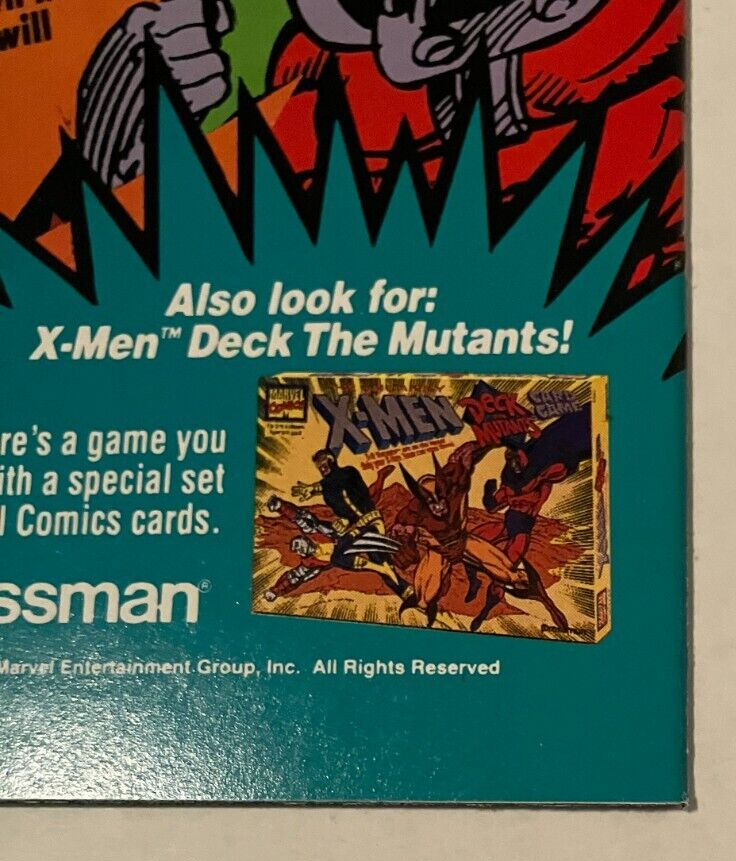 will
Also look for:
X-Men™ Deck The Mutants!
MARVEL
COMICS
X-MEN
DECK
THE
MUTANTS
CARD
GAME
re's a game you
ith a special set
l Comics cards.
ssman®
Marvel Entertainment Group, Inc. All Rights Reserved